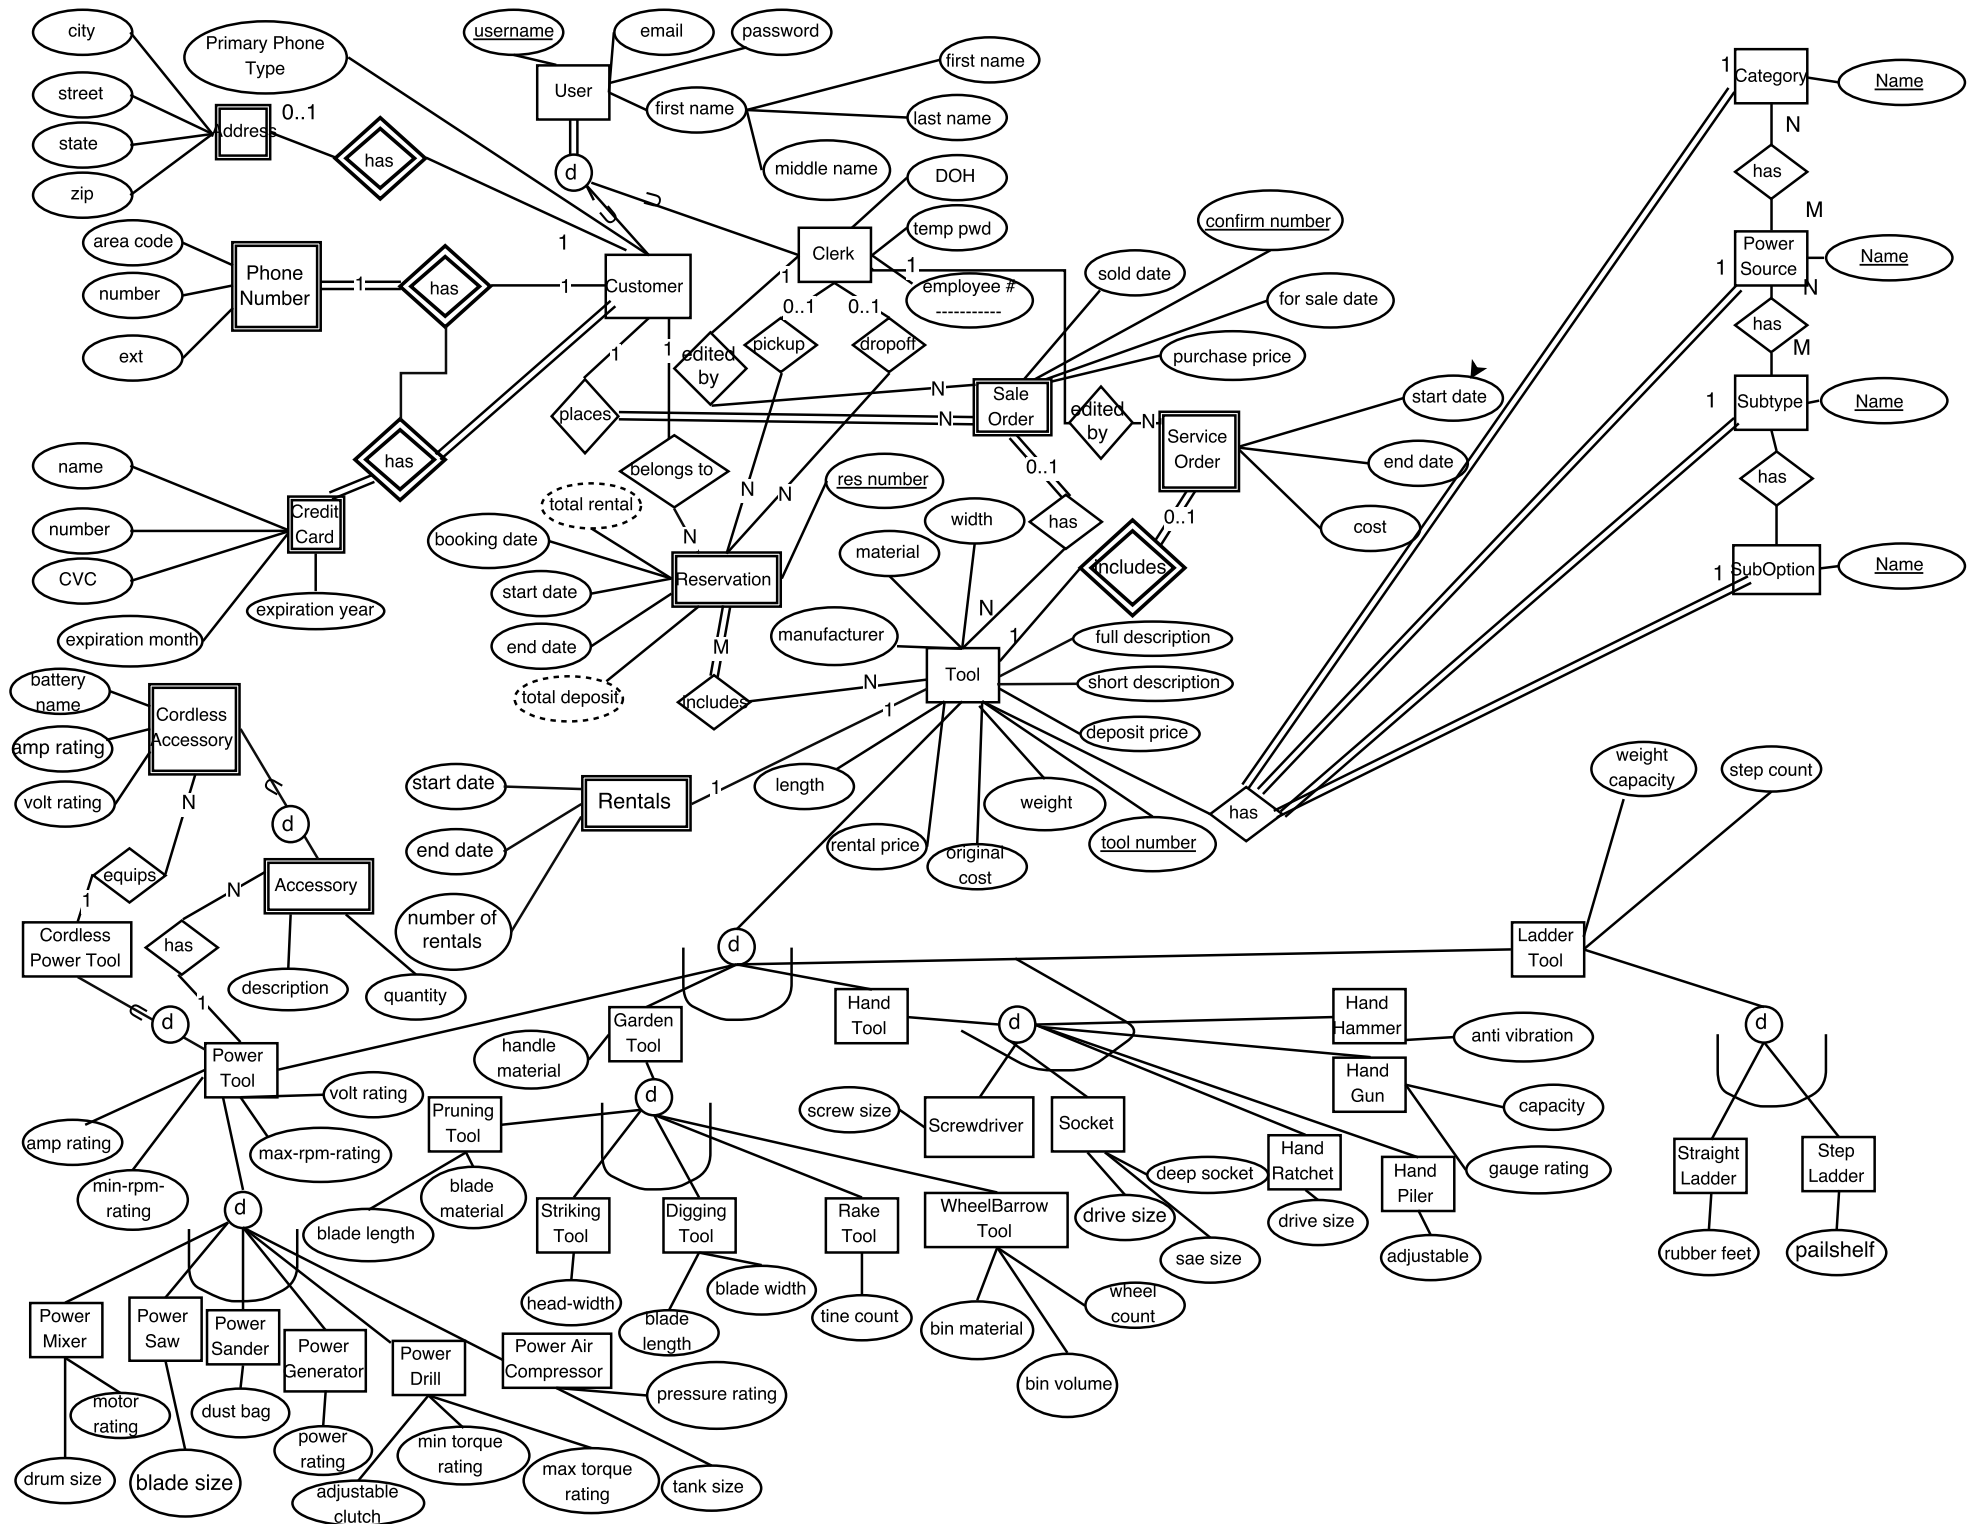 city
Primary Phone
Type
username
email
password
first name
Category
Name
User
street
first name
last name
Address
0..1
1
N
state
has
d
middle name
DOH
has
zip
M
area code
temp pwd
confirm number
Power
Source
Name
Phone
Number
1
Clerk
1
sold date
1
number
1
has
1
Customer
1
employee #
-----------
for sale date
N
0..1
0..1
has
ext
1
1
edited
by
pickup
dropoff
purchase price
M
places
N
N
Sale
Order
edited
by
N
Service
Order
start date
1
Subtype
Name
name
has
belongs to
0..1
end date
has
number
Credit
Card
total rental
N
N
res number
width
has
0..1
cost
booking date
N
material
CVC
start date
Reservation
includes
1
SubOption
Name
expiration year
N
expiration month
end date
M
manufacturer
1
full description
battery
name
total deposit
includes
N
Tool
short description
Cordless
Accessory
1
deposit price
amp rating
weight
capacity
step count
volt rating
N
start date
Rentals
1
length
weight
has
d
end date
rental price
original
cost
tool number
equips
Accessory
1
N
number of
rentals
Cordless
Power Tool
has
d
Ladder
Tool
description
quantity
1
d
Garden
Tool
Hand
Tool
d
Hand
Hammer
anti vibration
d
Power
Tool
handle
material
Hand
Gun
volt rating
Pruning
Tool
d
screw size
Screwdriver
Socket
capacity
amp rating
max-rpm-rating
Hand
Ratchet
Hand
Piler
gauge rating
Straight
Ladder
Step
Ladder
min-rpm-
rating
blade
material
deep socket
d
blade length
Striking
Tool
Digging
Tool
Rake
Tool
WheelBarrow
Tool
drive size
drive size
sae size
adjustable
rubber feet
pailshelf
head-width
blade width
wheel
count
Power
Mixer
Power
Saw
Power
Sander
blade
length
tine count
bin material
Power
Generator
Power
Drill
Power Air
Compressor
bin volume
motor
rating
dust bag
pressure rating
power
rating
min torque
rating
drum size
blade size
max torque
rating
tank size
adjustable
clutch